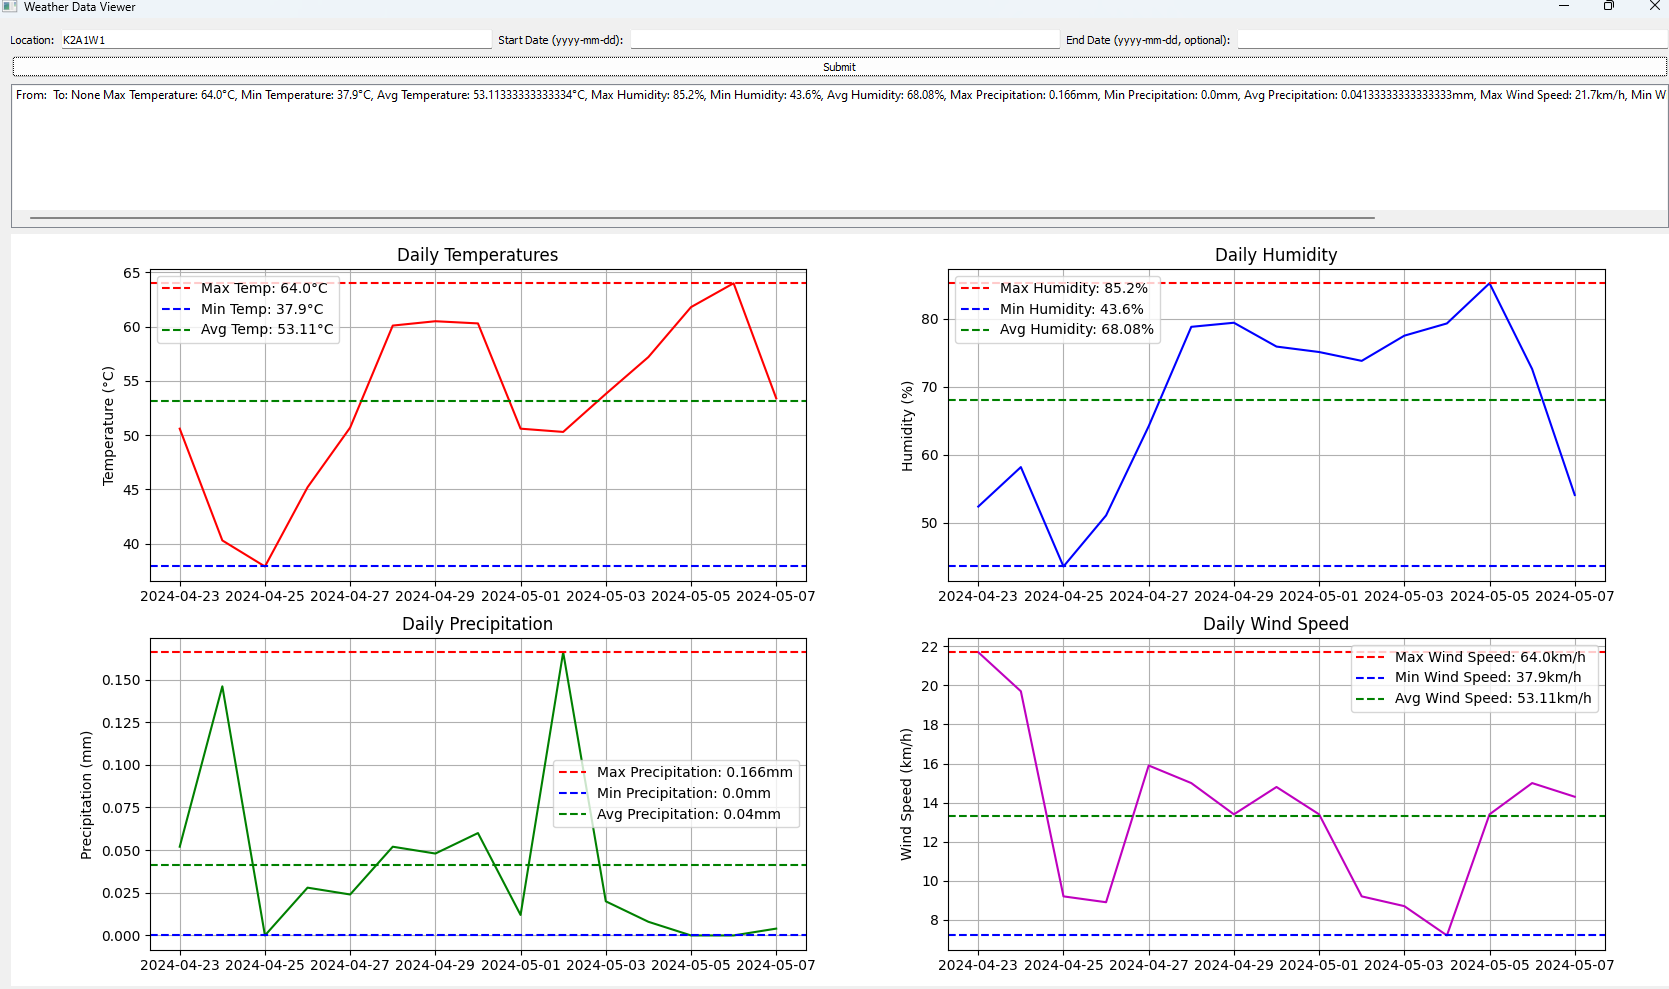 Weather Data Viewer
Location: K2A1W1 Start Date (yyyy-mm-dd): End Date (yyyy-mm-dd, optional):
Submit
From:  To: None Max Temperature: 64.0°C, Min Temperature: 37.9°C, Avg Temperature: 53.11333333333334°C, Max Humidity: 85.2%, Min Humidity: 43.6%, Avg Humidity: 68.08%, Max Precipitation: 0.166mm, Min Precipitation: 0.0mm, Avg Precipitation: 0.04133333333333333mm, Max Wind Speed: 21.7km/h, Min W
Daily Temperatures
Max Temp: 64.0°C
Min Temp: 37.9°C
Avg Temp: 53.11°C
Temperature (°C)
65
60
55
50
45
40
2024-04-23 2024-04-25 2024-04-27 2024-04-29 2024-05-01 2024-05-03 2024-05-05 2024-05-07
Daily Humidity
Max Humidity: 85.2%
Min Humidity: 43.6%
Avg Humidity: 68.08%
Humidity (%)
80
70
60
50
2024-04-23 2024-04-25 2024-04-27 2024-04-29 2024-05-01 2024-05-03 2024-05-05 2024-05-07
Daily Precipitation
Max Precipitation: 0.166mm
Min Precipitation: 0.0mm
Avg Precipitation: 0.04mm
Precipitation (mm)
0.150
0.125
0.100
0.075
0.050
0.025
0.000
2024-04-23 2024-04-25 2024-04-27 2024-04-29 2024-05-01 2024-05-03 2024-05-05 2024-05-07
Daily Wind Speed
Max Wind Speed: 64.0km/h
Min Wind Speed: 37.9km/h
Avg Wind Speed: 53.11km/h
Wind Speed (km/h)
22
20
18
16
14
12
10
8
2024-04-23 2024-04-25 2024-04-27 2024-04-29 2024-05-01 2024-05-03 2024-05-05 2024-05-07